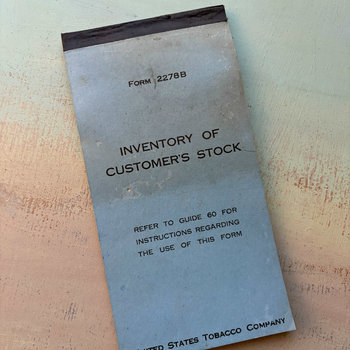 FORM 2278B
INVENTORY OF
CUSTOMER'S STOCK
REFER TO GUIDE 60 FOR
INSTRUCTIONS REGARDING
THE USE OF THIS FORM
UNITED STATES TOBACCO COMPANY